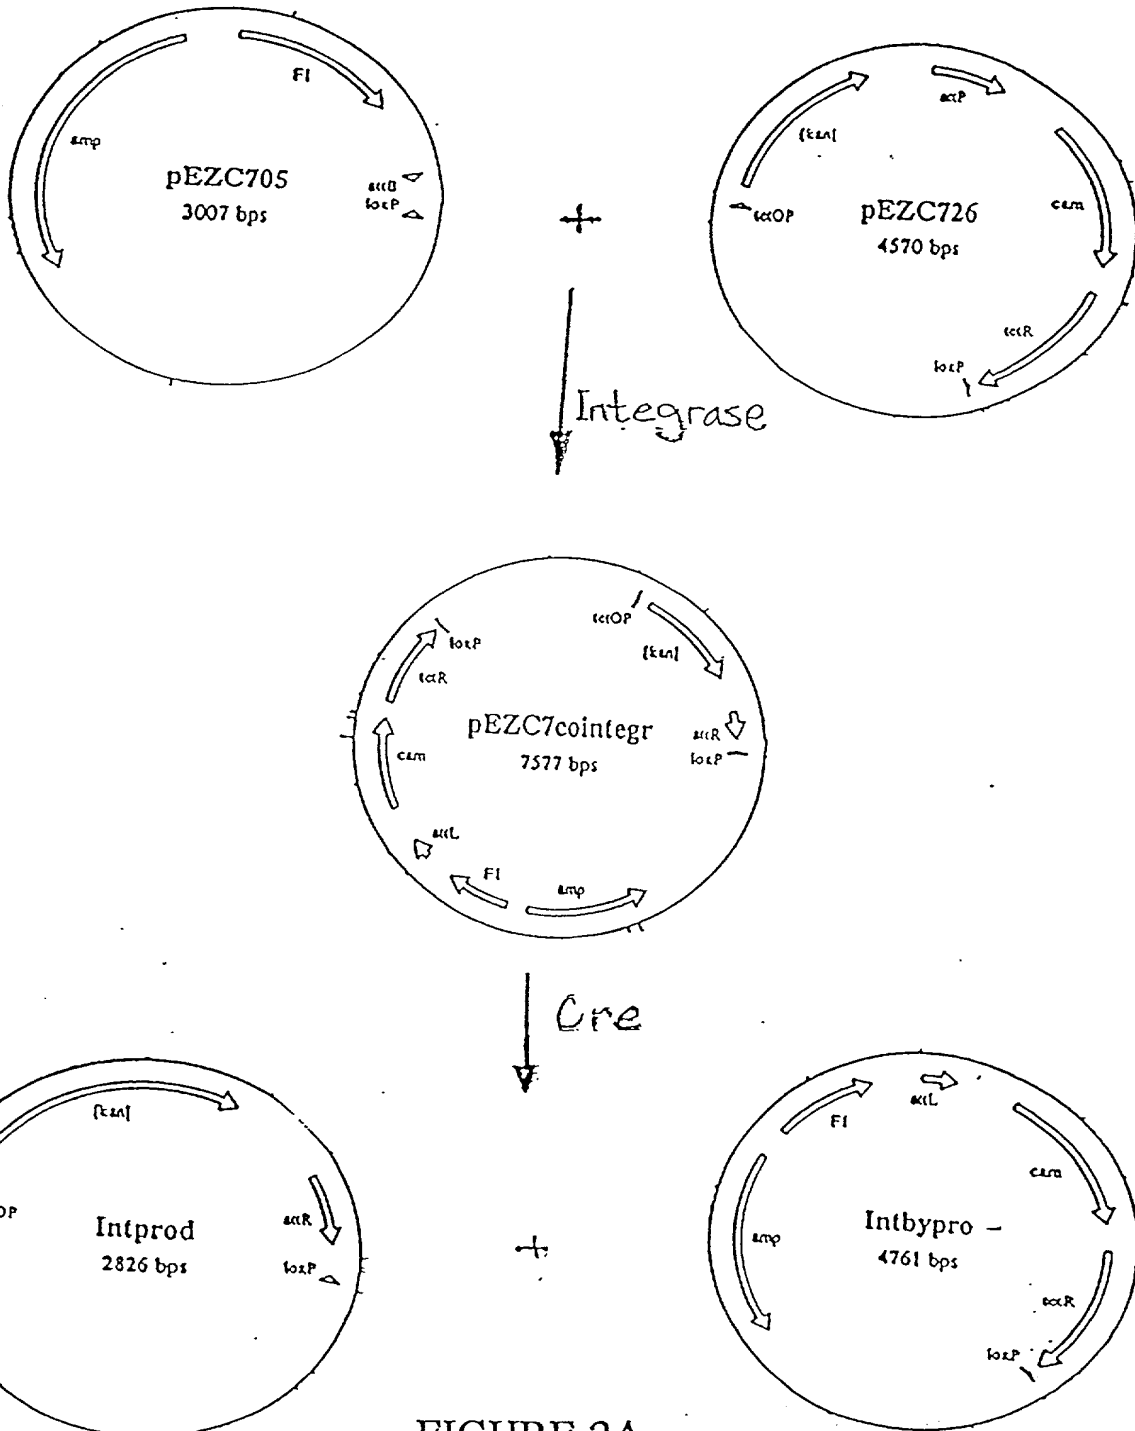 F1
amp
pEZC705
3007 bps
attB
loxP
+
attP
[kan]
cam
tetOP
pEZC726
4570 bps
tetR
loxP
Integrase
tetOP
loxP
[kan]
tetR
pEZC7cointegr
7577 bps
attR
loxP
cam
attL
F1
amp
Cre
[kan]
OP
Intprod
2826 bps
attR
loxP
+
attL
F1
cam
Intbypro -
4761 bps
amp
tetR
loxP